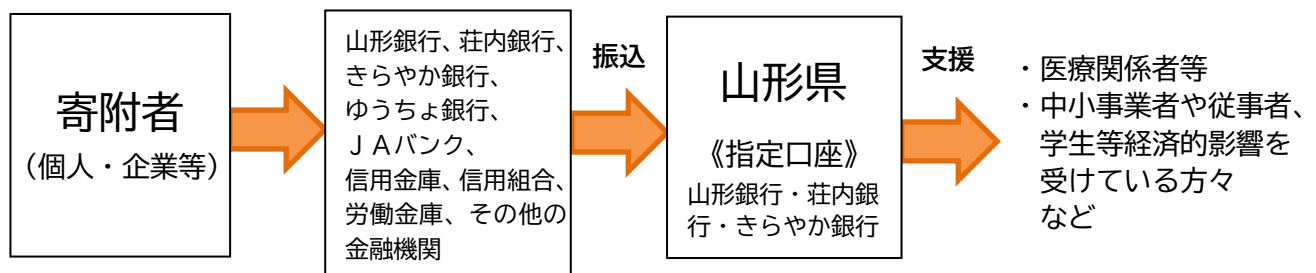 寄附者
（個人・企業等）
山形銀行、荘内銀行、
きらやか銀行、
ゆうちょ銀行、
ＪＡバンク、
信用金庫、信用組合、
労働金庫、その他の
金融機関
振込
山形県
《指定口座》
山形銀行・荘内銀
行・きらやか銀行
支援
・医療関係者等
・中小事業者や従事者、
学生等経済的影響を
受けている方々
など